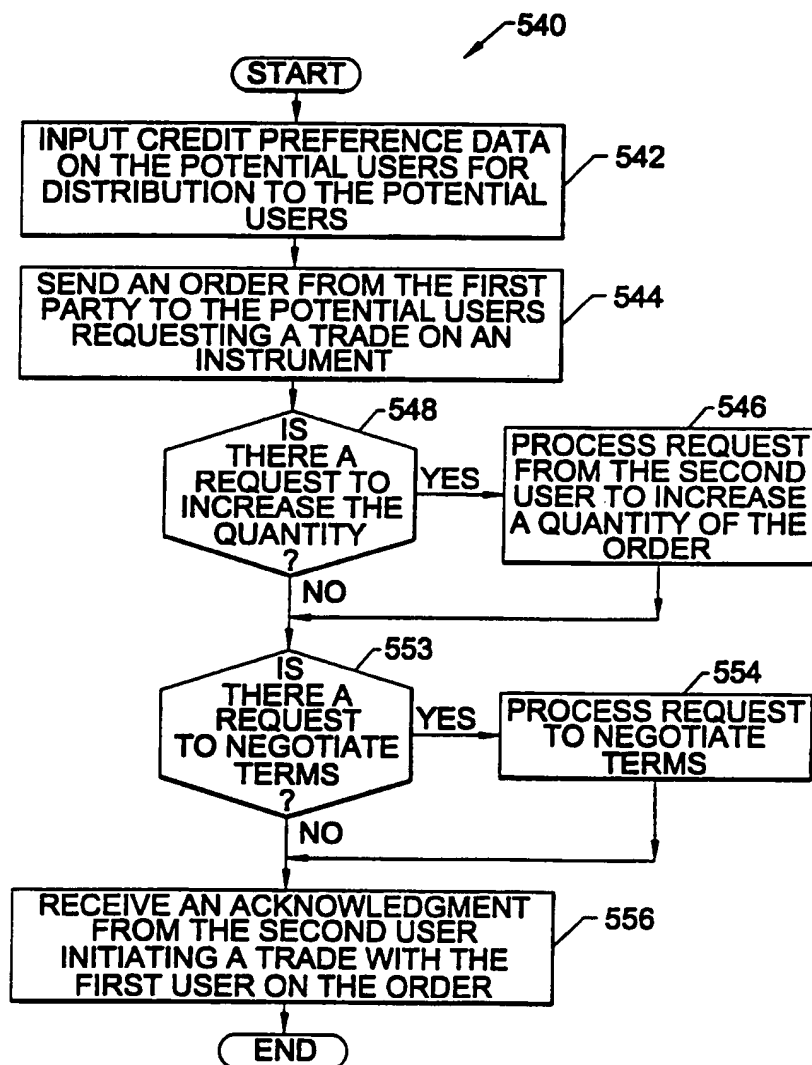 540
START
INPUT CREDIT PREFERENCE DATA
ON THE POTENTIAL USERS FOR
DISTRIBUTION TO THE POTENTIAL
USERS
542
SEND AN ORDER FROM THE FIRST
PARTY TO THE POTENTIAL USERS
REQUESTING A TRADE ON AN
INSTRUMENT
544
548
IS
THERE A
REQUEST TO
INCREASE THE
QUANTITY
?
YES
546
PROCESS REQUEST
FROM THE SECOND
USER TO INCREASE
A QUANTITY OF THE
ORDER
NO
553
IS
THERE A
REQUEST
TO NEGOTIATE
TERMS
?
YES
554
PROCESS REQUEST
TO NEGOTIATE
TERMS
NO
RECEIVE AN ACKNOWLEDGMENT
FROM THE SECOND USER
INITIATING A TRADE WITH THE
FIRST USER ON THE ORDER
556
END